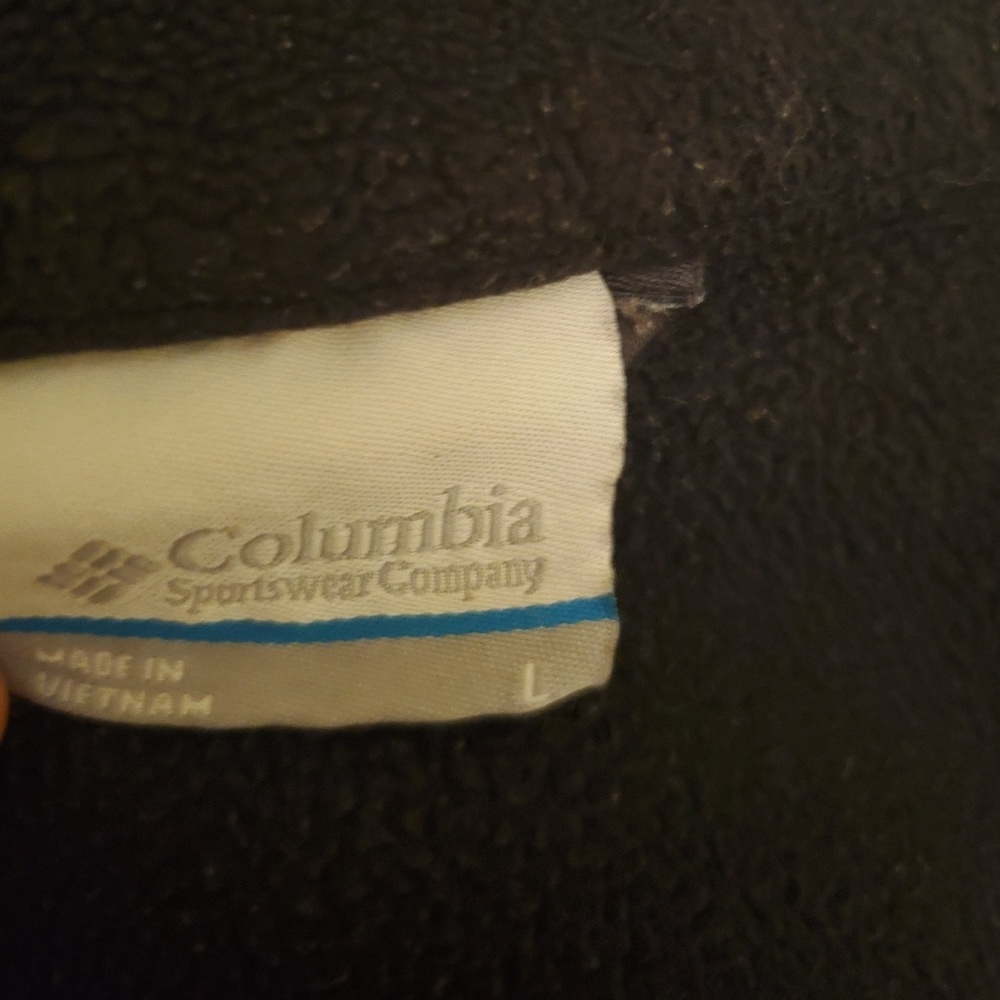 Columbia
Sportswear Company
MADE IN
VIETNAM
L